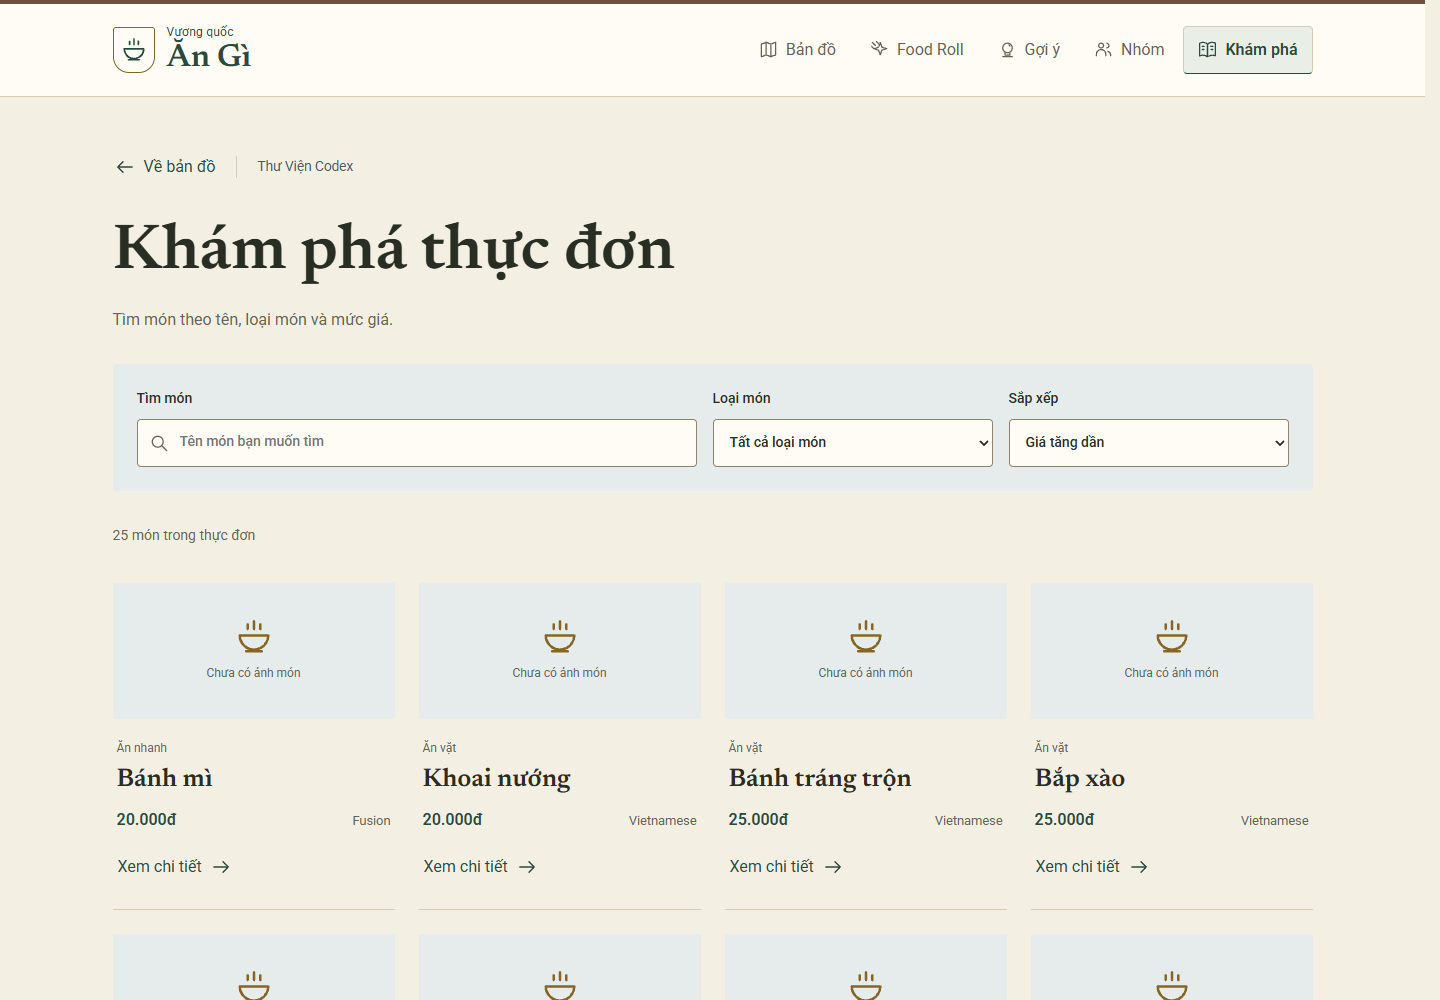 Vương quốc
Ăn Gì
Bản đồ
Food Roll
Gợi ý
Nhóm
Khám phá
Về bản đồ
Thư Viện Codex
Khám phá thực đơn
Tìm món theo tên, loại món và mức giá.
Tìm món
Loại món
Sắp xếp
Tên món bạn muốn tìm
Tất cả loại món
Giá tăng dần
25 món trong thực đơn
Chưa có ảnh món
Chưa có ảnh món
Chưa có ảnh món
Chưa có ảnh món
Ăn nhanh
Ăn vặt
Ăn vặt
Ăn vặt
Bánh mì
Khoai nướng
Bánh tráng trộn
Bắp xào
20.000đ
Fusion
20.000đ
Vietnamese
25.000đ
Vietnamese
25.000đ
Vietnamese
Xem chi tiết
Xem chi tiết
Xem chi tiết
Xem chi tiết